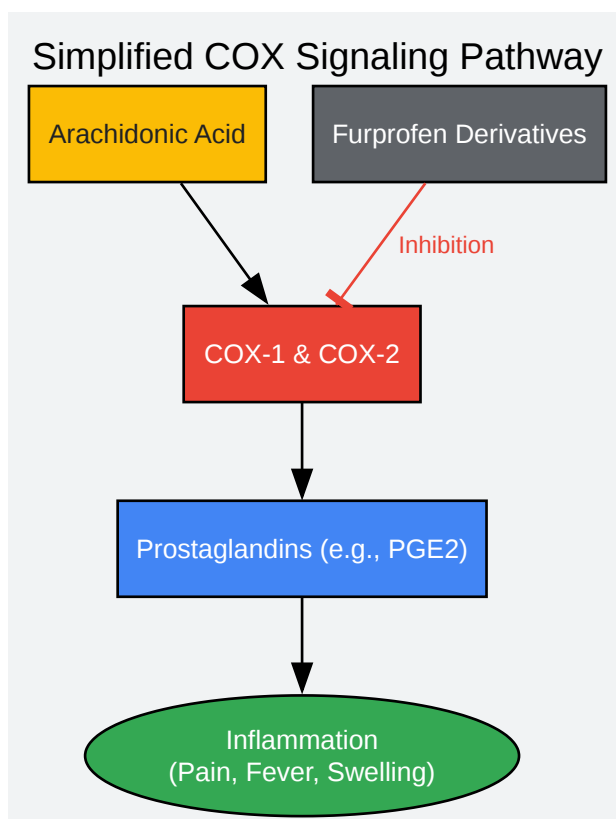 Simplified COX Signaling Pathway
Arachidonic Acid
Furprofen Derivatives
Inhibition
COX-1 & COX-2
Prostaglandins (e.g., PGE2)
Inflammation
(Pain, Fever, Swelling)